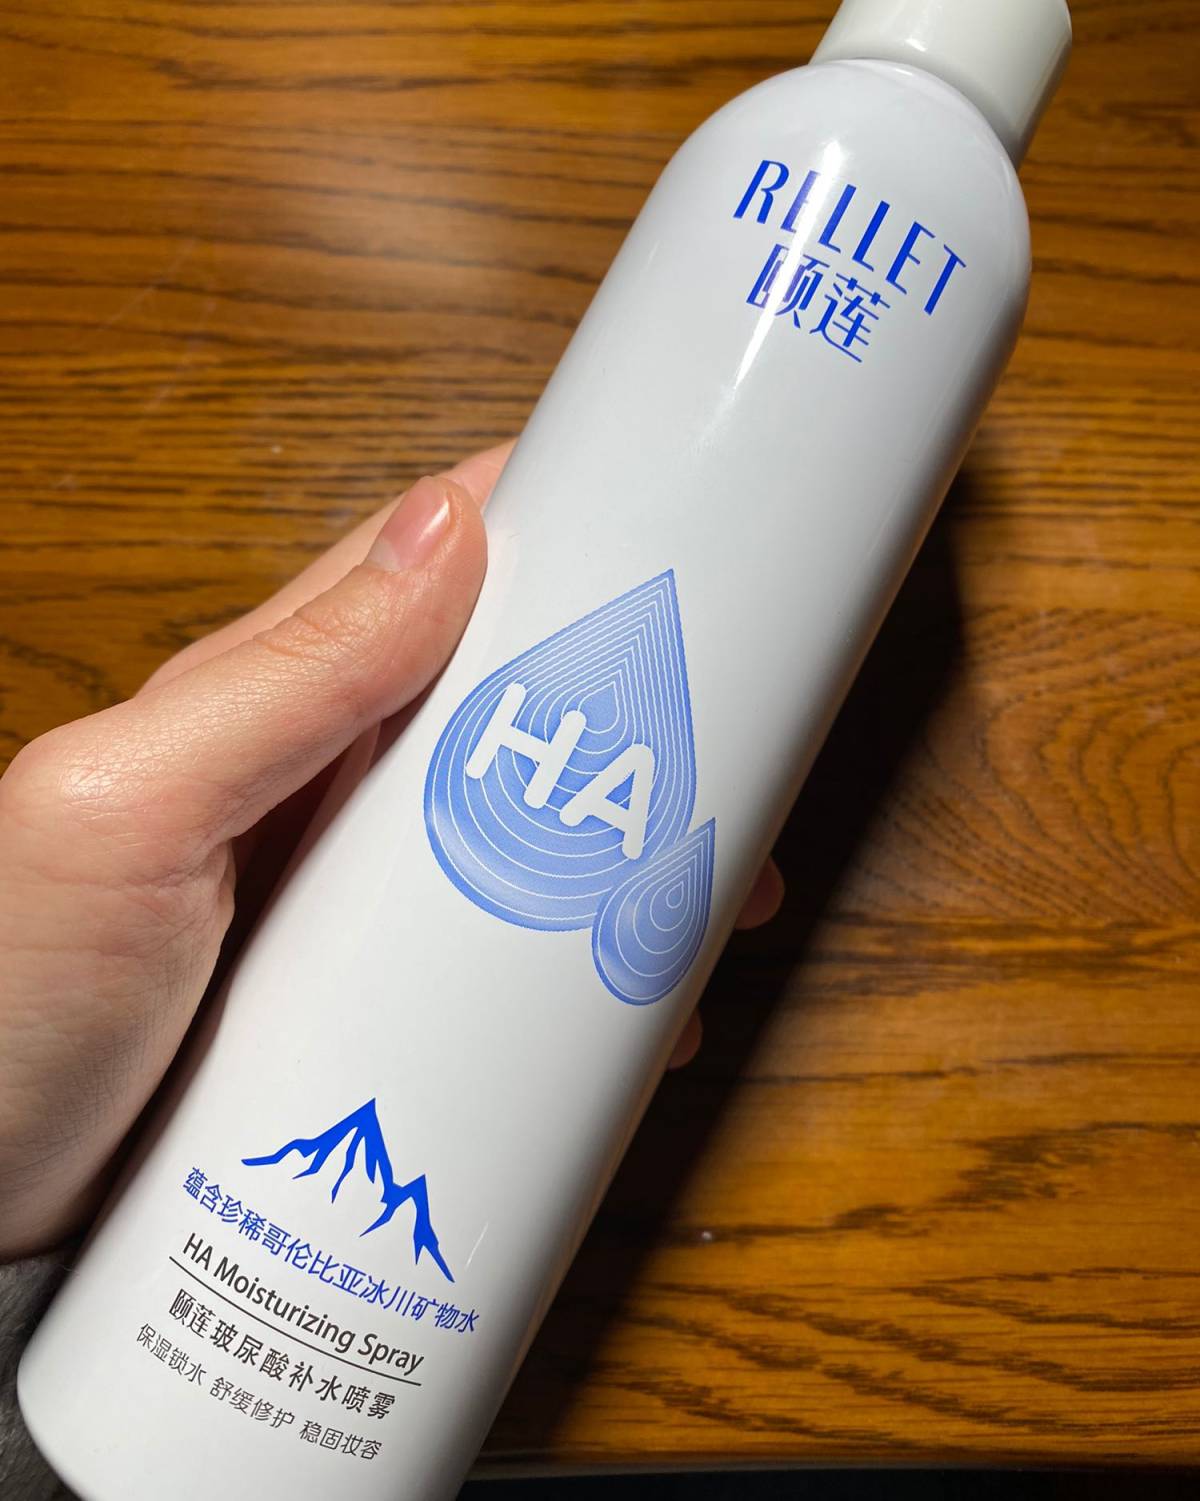 RELLET
颐莲
HA
蕴含珍稀哥伦比亚冰川矿物水
HA Moisturizing Spray
颐莲玻尿酸补水喷雾
保湿锁水 舒缓修护 稳固妆容